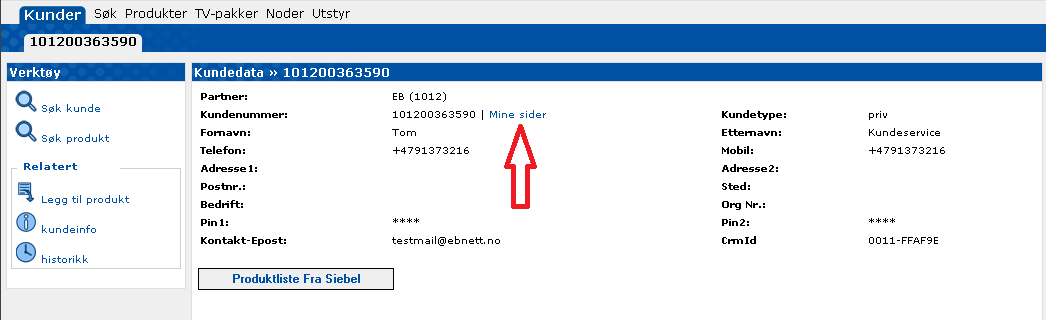 Kunder Søk Produkter TV-pakker Noder Utstyr
101200363590
Verktøy
Søk kunde
Søk produkt
Relatert
Legg til produkt
kundeinfo
historikk
Kundedata » 101200363590
Partner: EB (1012)
Kundenummer: 101200363590 | Mine sider Kundetype: priv
Fornavn: Tom Etternavn: Kundeservice
Telefon: +4791373216 Mobil: +4791373216
Adresse1: Adresse2:
Postnr.: Sted:
Bedrift: Org Nr.:
Pin1: **** Pin2: ****
Kontakt-Epost: testmail@ebnett.no CrmId 0011-FFAF9E
Produktliste Fra Siebel